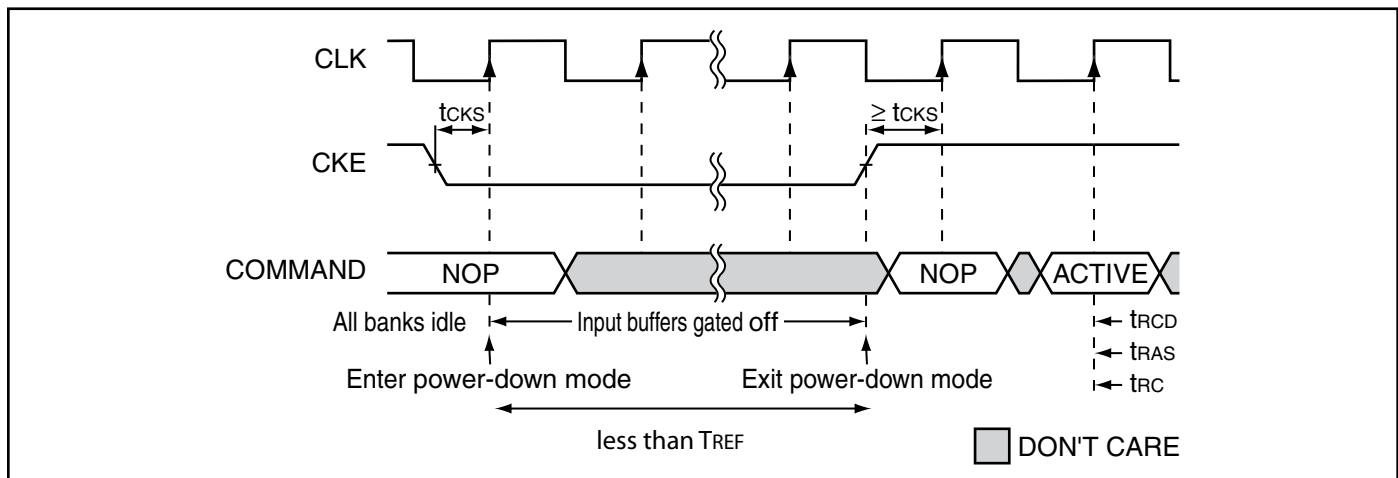 CLK
tCKS
≥ tCKS
CKE
COMMAND
NOP
NOP
ACTIVE
All banks idle
Input buffers gated off
tRCD
tRAS
tRC
Enter power-down mode
Exit power-down mode
less than TREF
DON'T CARE